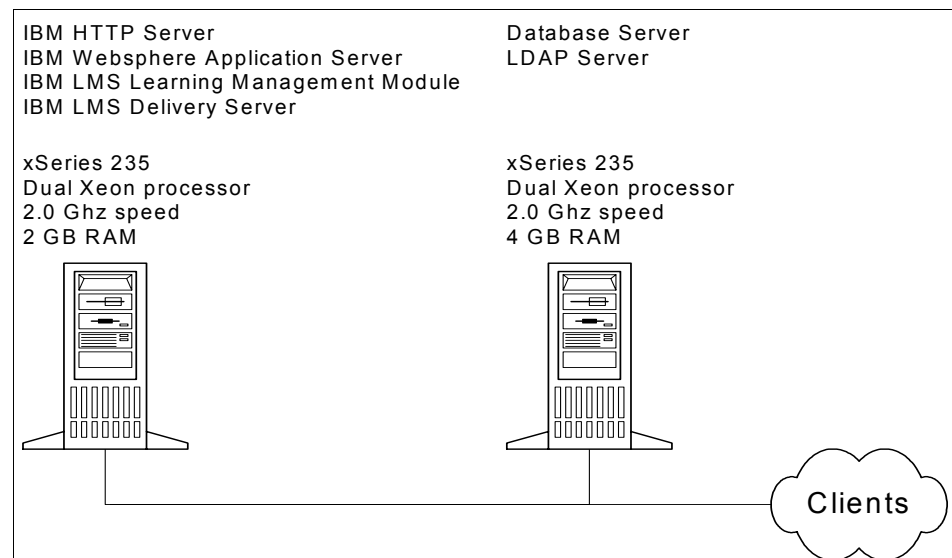 IBM HTTP Server
IBM Websphere Application Server
IBM LMS Learning Management Module
IBM LMS Delivery Server
xSeries 235
Dual Xeon processor
2.0 Ghz speed
2 GB RAM
Database Server
LDAP Server
xSeries 235
Dual Xeon processor
2.0 Ghz speed
4 GB RAM
Clients